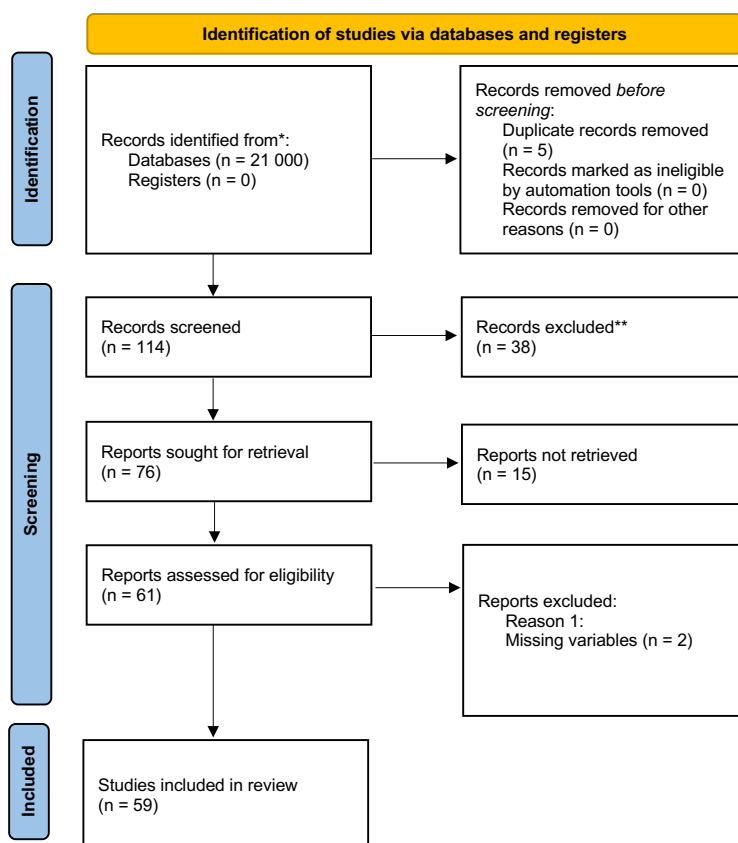 Identification of studies via databases and registers
Identification
Records identified from*:
Databases (n = 21 000)
Registers (n = 0)
Records removed before
screening:
Duplicate records removed
(n = 5)
Records marked as ineligible
by automation tools (n = 0)
Records removed for other
reasons (n = 0)
Screening
Records screened
(n = 114)
Records excluded**
(n = 38)
Reports sought for retrieval
(n = 76)
Reports not retrieved
(n = 15)
Reports assessed for eligibility
(n = 61)
Reports excluded:
Reason 1:
Missing variables (n = 2)
Included
Studies included in review
(n = 59)